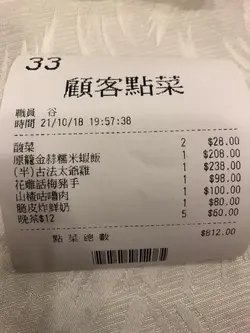 33
顧客點菜
職員 谷
時間 21/10/18 19:57:38
酸菜 2 $28.00
原籠金蒜糯米蝦飯 1 $208.00
(半)古法太爺雞 1 $238.00
花雕話梅豬手 1 $98.00
山楂咕嚕肉 1 $100.00
脆皮炸鮮奶 1 $80.00
晚茶$12 5 $60.00
點菜總數 $812.00